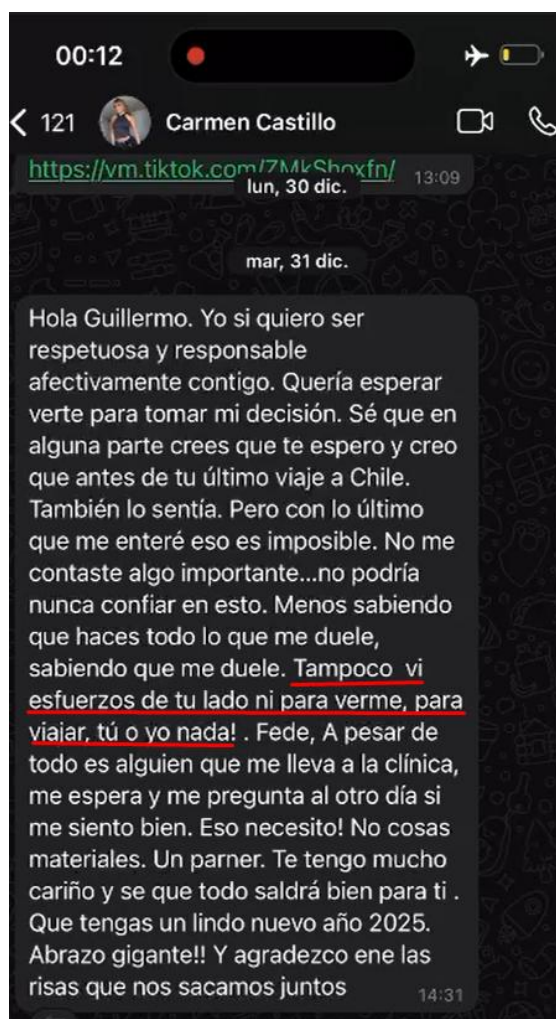 00:12
121 Carmen Castillo
https://vm.tiktok.com/ZMkShoxfn/ 13:09
lun, 30 dic.
mar, 31 dic.
Hola Guillermo. Yo si quiero ser
respetuosa y responsable
afectivamente contigo. Quería esperar
verte para tomar mi decisión. Sé que en
alguna parte crees que te espero y creo
que antes de tu último viaje a Chile.
También lo sentía. Pero con lo último
que me enteré eso es imposible. No me
contaste algo importante...no podría
nunca confiar en esto. Menos sabiendo
que haces todo lo que me duele,
sabiendo que me duele. Tampoco vi
esfuerzos de tu lado ni para verme, para
viajar, tú o yo nada! . Fede, A pesar de
todo es alguien que me lleva a la clínica,
me espera y me pregunta al otro día si
me siento bien. Eso necesito! No cosas
materiales. Un parner. Te tengo mucho
cariño y se que todo saldrá bien para ti .
Que tengas un lindo nuevo año 2025.
Abrazo gigante!! Y agradezco ene las
risas que nos sacamos juntos 14:31